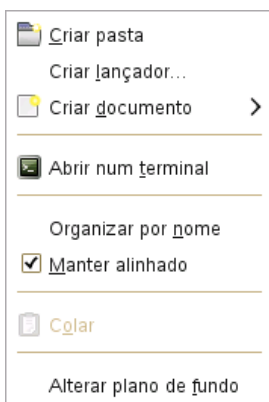 Criar pasta
Criar lançador...
Criar documento
Abrir num terminal
Organizar por nome
Manter alinhado
Colar
Alterar plano de fundo